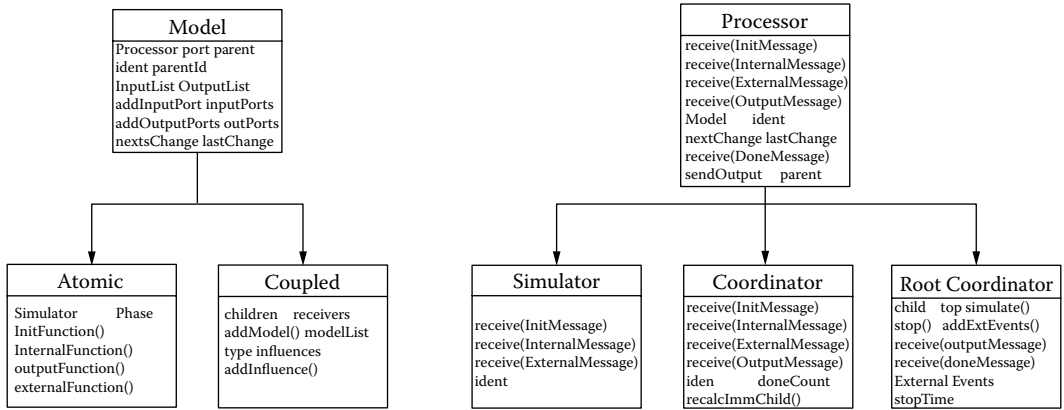 Model
Processor port parent
ident parentId
InputList OutputList
addInputPort inputPorts
addOutputPorts outPorts
nextsChange lastChange
Processor
receive(InitMessage)
receive(InternalMessage)
receive(ExternalMessage)
receive(OutputMessage)
Model ident
nextChange lastChange
receive(DoneMessage)
sendOutput parent
Atomic
Simulator Phase
InitFunction()
InternalFunction()
outputFunction()
externalFunction()
Coupled
children receivers
addModel() modelList
type influences
addInfluence()
Simulator
receive(InitMessage)
receive(InternalMessage)
receive(ExternalMessage)
ident
Coordinator
receive(InitMessage)
receive(InternalMessage)
receive(ExternalMessage)
receive(OutputMessage)
iden doneCount
recalcImmChild()
Root Coordinator
child top simulate()
stop() addExtEvents()
receive(outputMessage)
receive(doneMessage)
External Events
stopTime